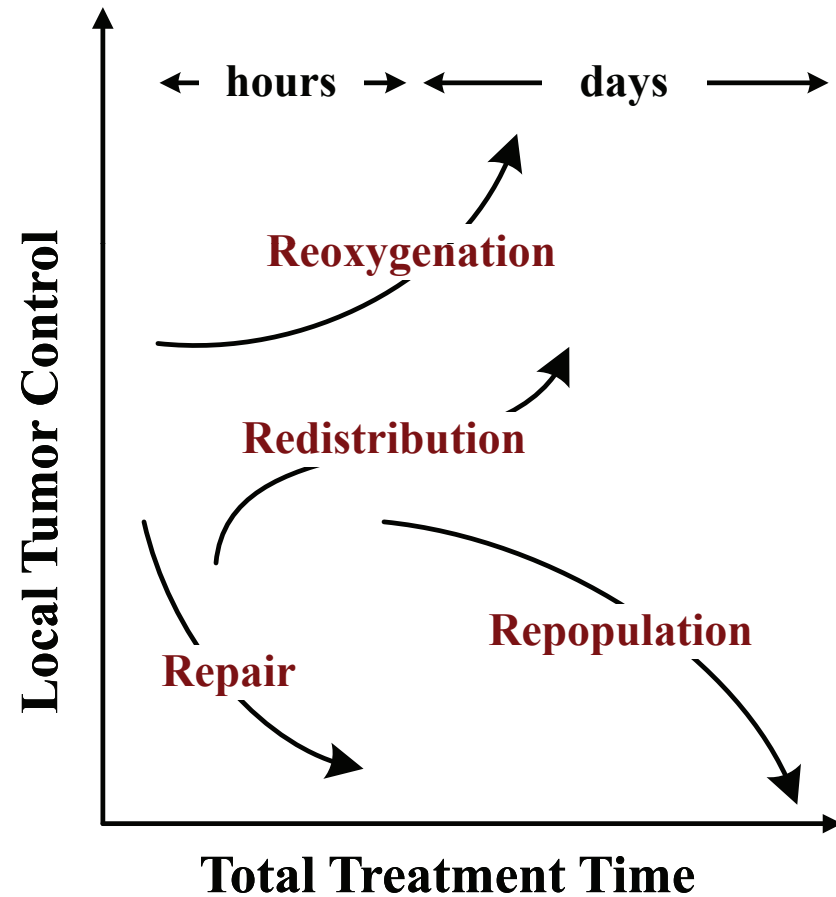 hours
days
Reoxygenation
Redistribution
Repopulation
Repair
Local Tumor Control
Total Treatment Time